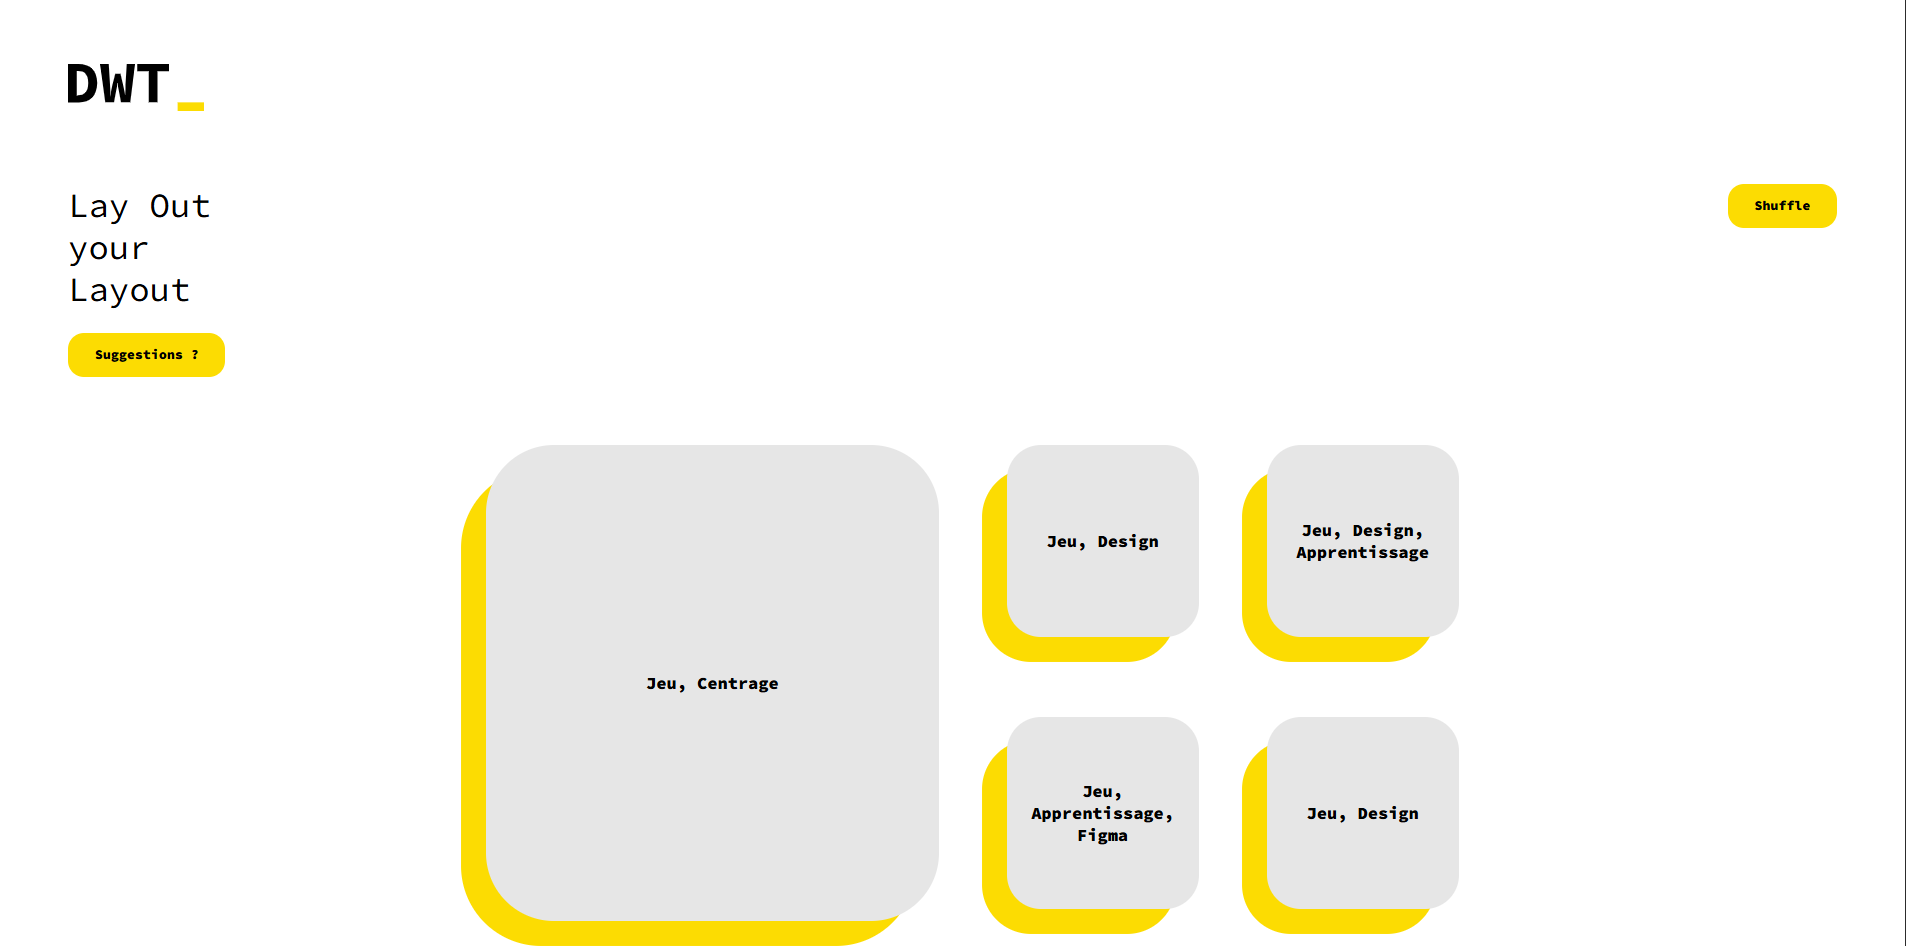 DWT_
Lay Out
your
Layout
Shuffle
Suggestions ?
Jeu, Centrage
Jeu, Design
Jeu, Design,
Apprentissage
Jeu,
Apprentissage,
Figma
Jeu, Design